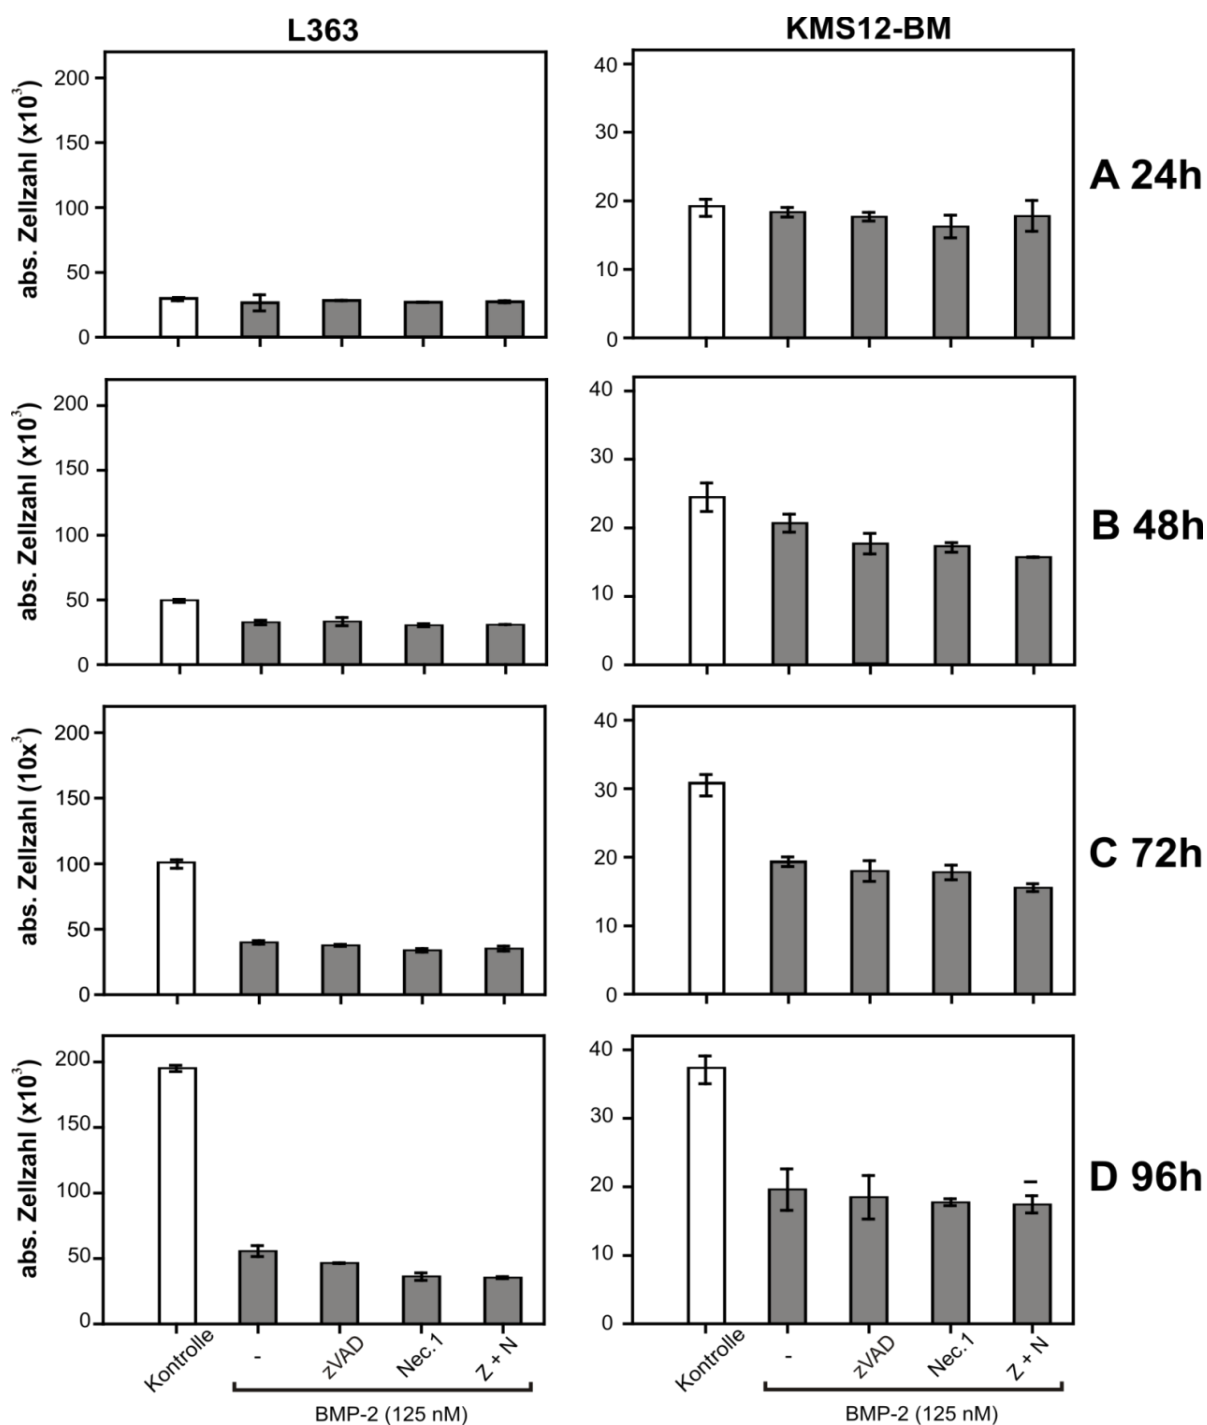 L363
KMS12-BM
abs. Zellzahl (x10³)
200
150
100
50
0
40
30
20
10
0
A 24h
abs. Zellzahl (x10³)
200
150
100
50
0
40
30
20
10
0
B 48h
abs. Zellzahl (10x³)
200
150
100
50
0
40
30
20
10
0
C 72h
abs. Zellzahl (x10³)
200
150
100
50
0
40
30
20
10
0
D 96h
Kontrolle
-
zVAD
Nec.1
Z + N
BMP-2 (125 nM)
Kontrolle
-
zVAD
Nec.1
Z + N
BMP-2 (125 nM)